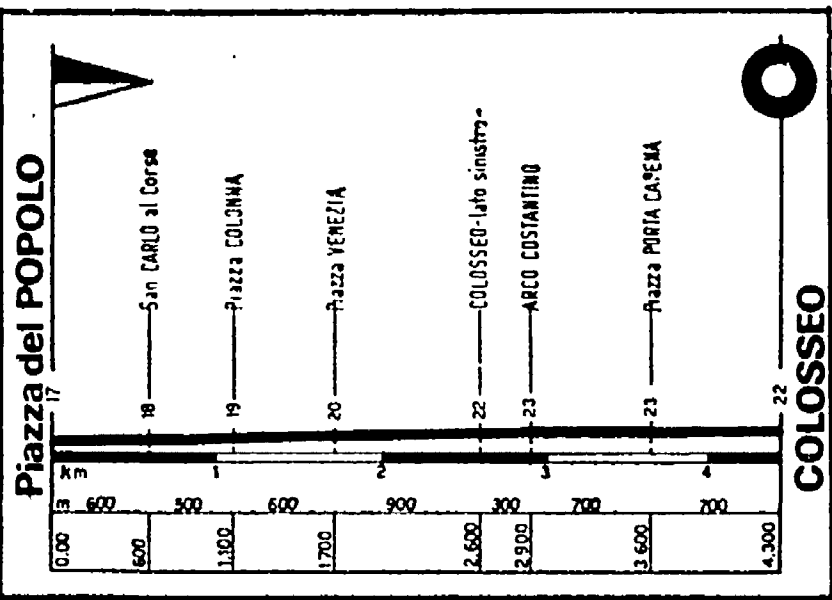 Piazza del POPOLO
San CARLO al Corso
Piazza COLONNA
Piazza VENEZIA
COLOSSEO-lato sinistro-
ARCO COSTANTINO
Piazza PORTA CAPENA
COLOSSEO
17 18 19 20 22 23 23 22
km 1 2 3 4
m 600 500 600 900 300 700 700
0.00 600 1.100 1.700 2.600 2.900 3.600 4.300